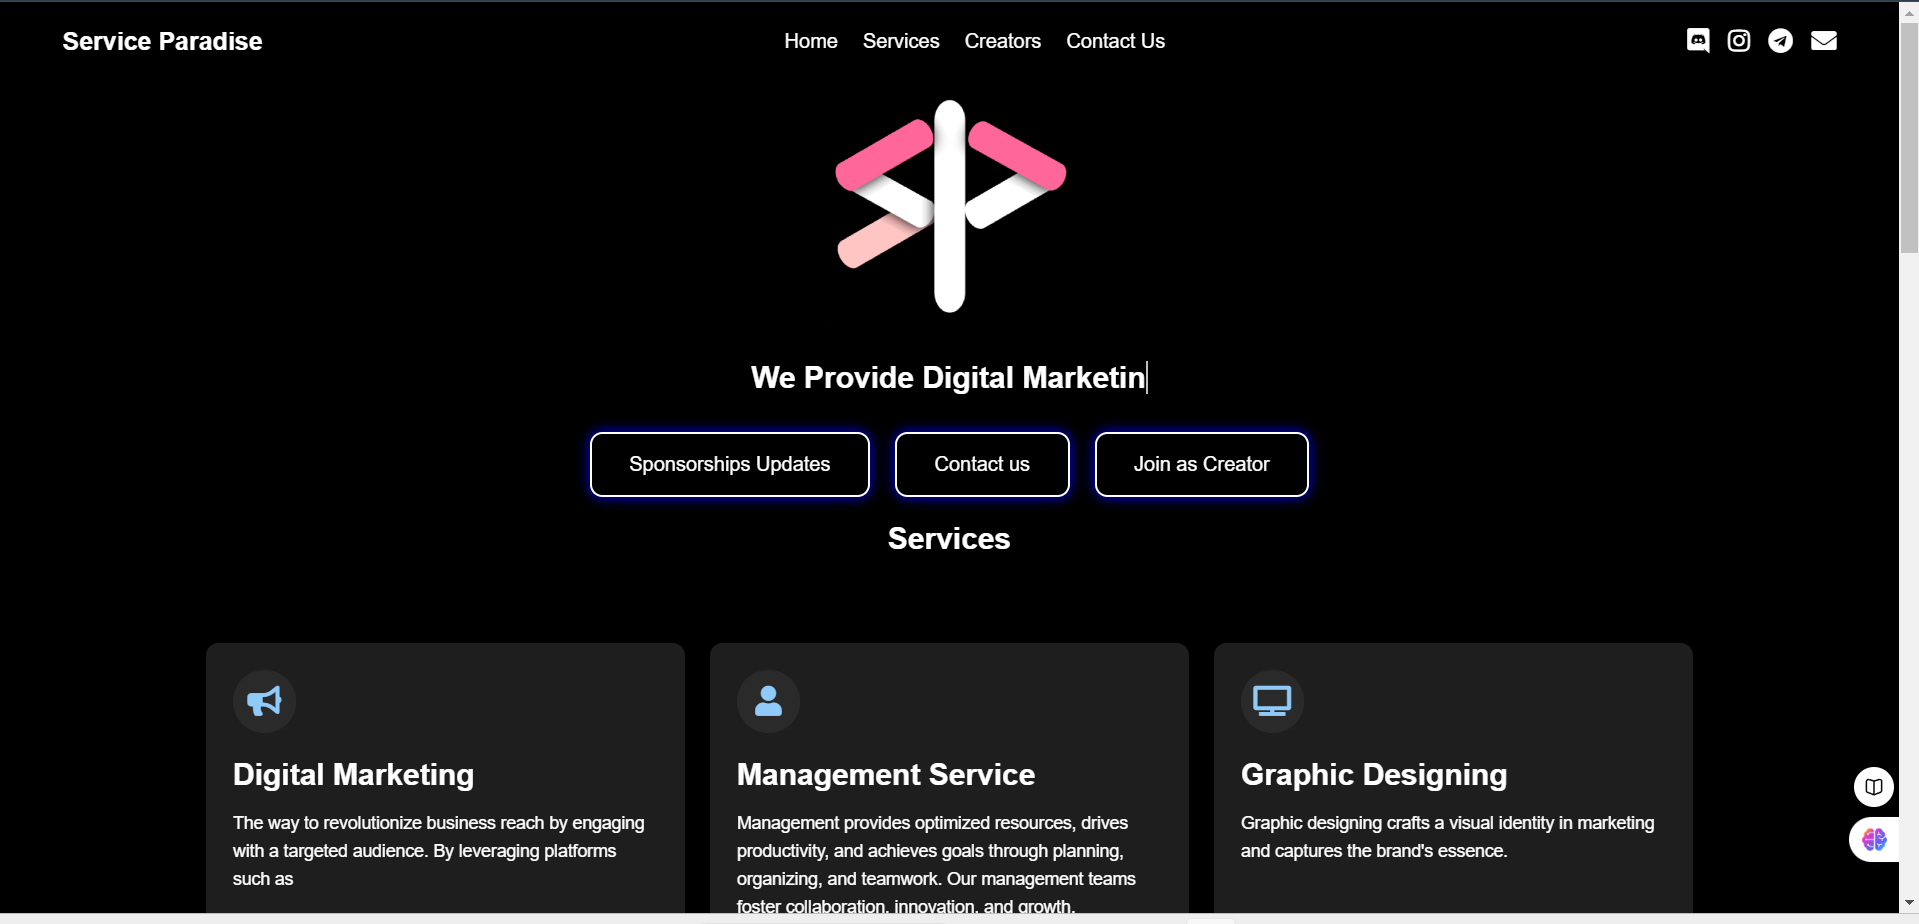 Service Paradise
Home Services Creators Contact Us
We Provide Digital Marketin
Sponsorships Updates
Contact us
Join as Creator
Services
Digital Marketing
The way to revolutionize business reach by engaging
with a targeted audience. By leveraging platforms
such as
Management Service
Management provides optimized resources, drives
productivity, and achieves goals through planning,
organizing, and teamwork. Our management teams
foster collaboration, innovation, and growth.
Graphic Designing
Graphic designing crafts a visual identity in marketing
and captures the brand's essence.